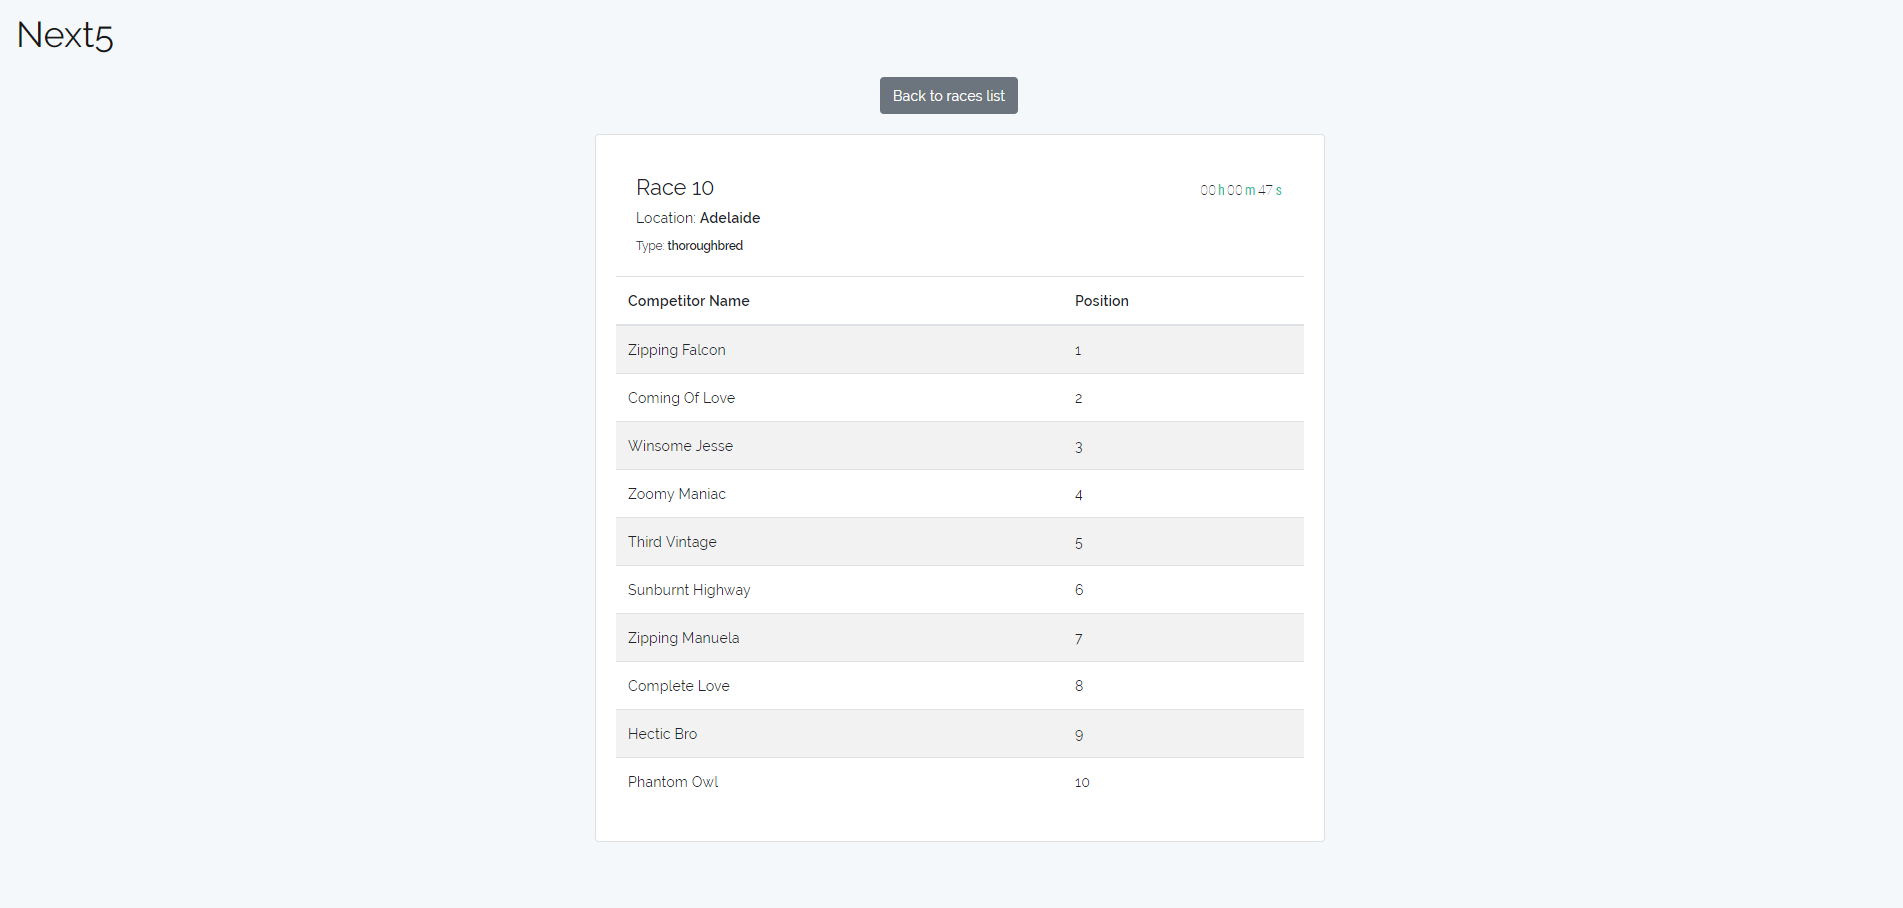 Next5
Back to races list
Race 10 00 h 00 m 47 s
Location: Adelaide
Type: thoroughbred
Competitor Name Position
Zipping Falcon 1
Coming Of Love 2
Winsome Jesse 3
Zoomy Maniac 4
Third Vintage 5
Sunburnt Highway 6
Zipping Manuela 7
Complete Love 8
Hectic Bro 9
Phantom Owl 10